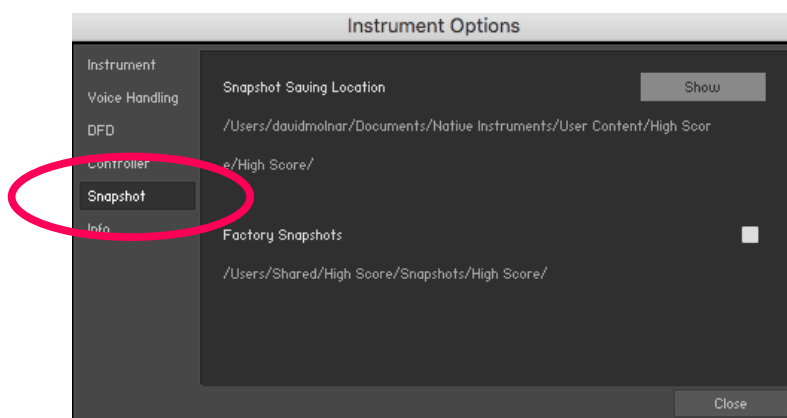 Instrument Options
Instrument
Voice Handling
DFD
Controller
Snapshot
Info
Snapshot Saving Location
Show
/Users/davidmolnar/Documents/Native Instruments/User Content/High Scor
e/High Score/
Factory Snapshots
/Users/Shared/High Score/Snapshots/High Score/
Close